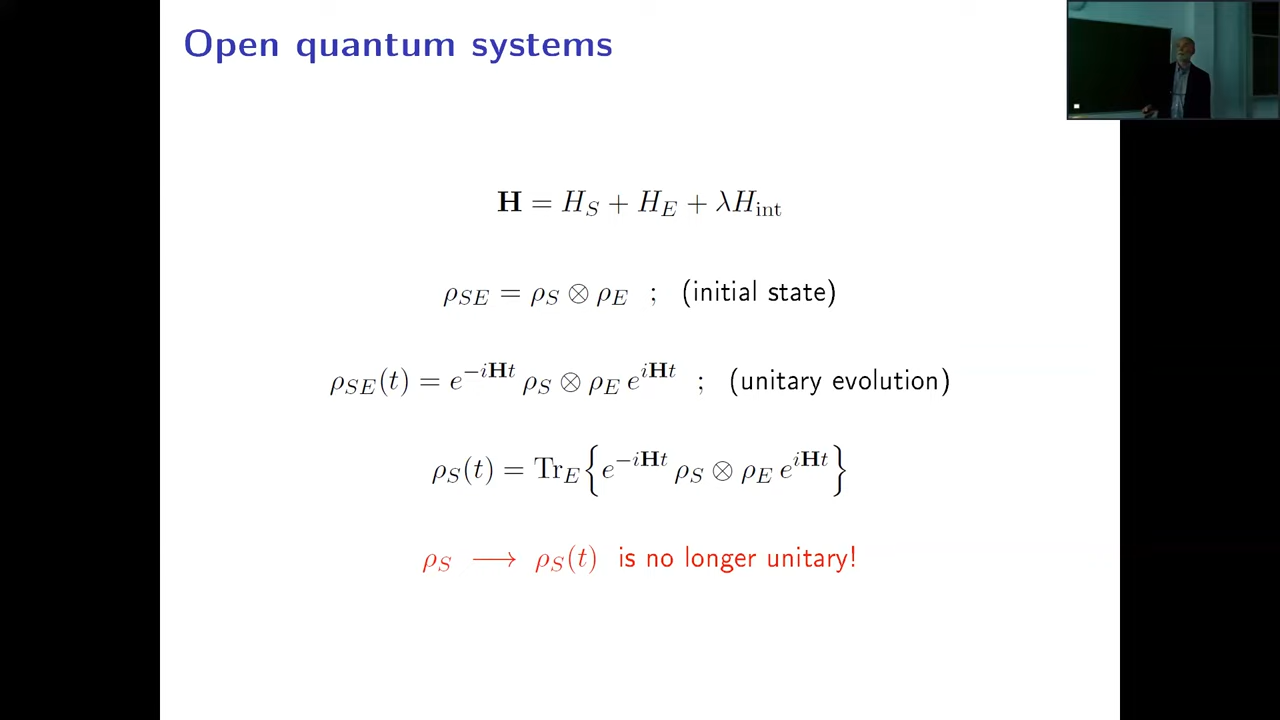 Open quantum systems
𝐇 = H_S + H_E + λH_int
ρ_SE = ρ_S ⊗ ρ_E ; (initial state)
ρ_SE(t) = e^{−i𝐇t} ρ_S ⊗ ρ_E e^{i𝐇t} ; (unitary evolution)
ρ_S(t) = Tr_E{e^{−i𝐇t} ρ_S ⊗ ρ_E e^{i𝐇t}}
ρ_S ⟶ ρ_S(t) is no longer unitary!